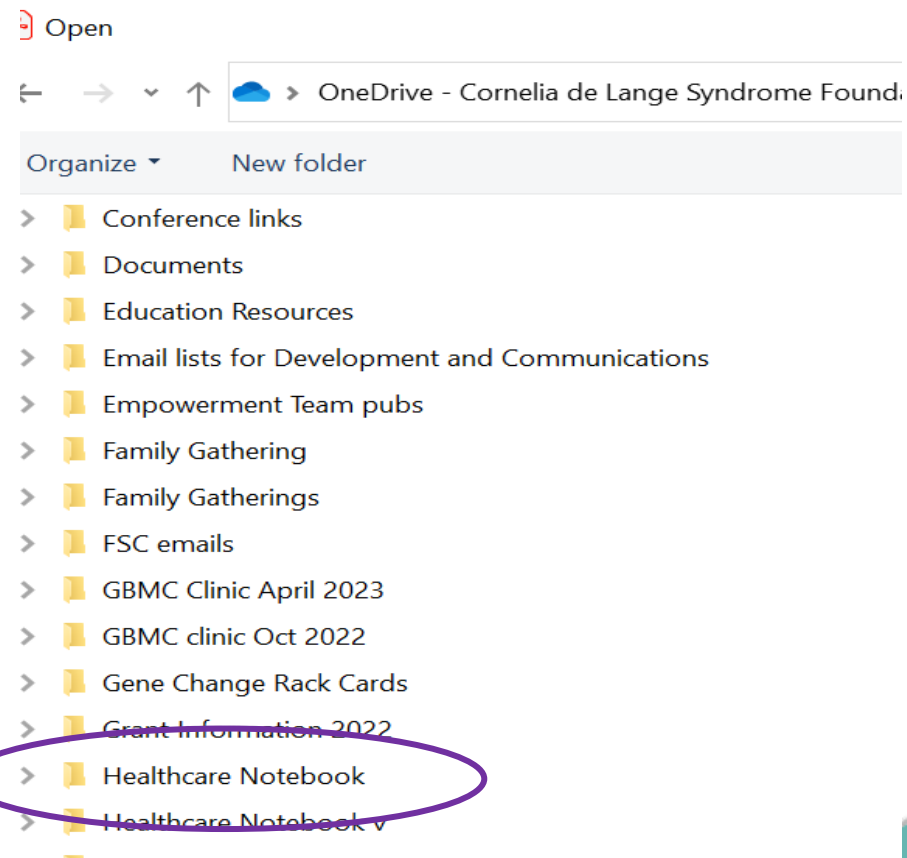 Open
OneDrive - Cornelia de Lange Syndrome
Organize New folder
Conference links
Documents
Education Resources
Email lists for Development and Communications
Empowerment Team pubs
Family Gathering
Family Gatherings
FSC emails
GBMC Clinic April 2023
GBMC clinic Oct 2022
Gene Change Rack Cards
Grant Information 2022
Healthcare Notebook
Healthcare Notebook v